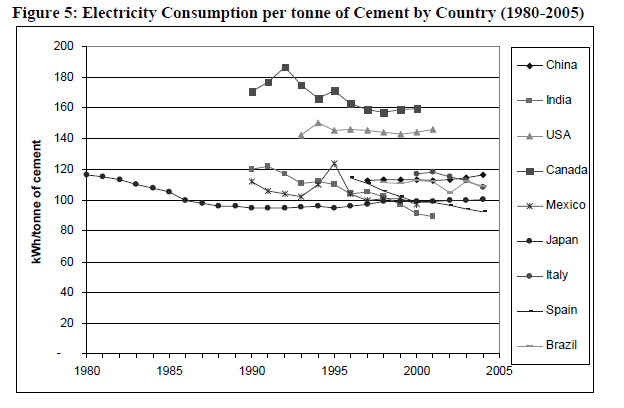 Figure 5: Electricity Consumption per tonne of Cement by Country (1980-2005)
kWh/tonne of cement
200
180
160
140
120
100
80
60
40
20
-
1980
1985
1990
1995
2000
2005
China
India
USA
Canada
Mexico
Japan
Italy
Spain
Brazil